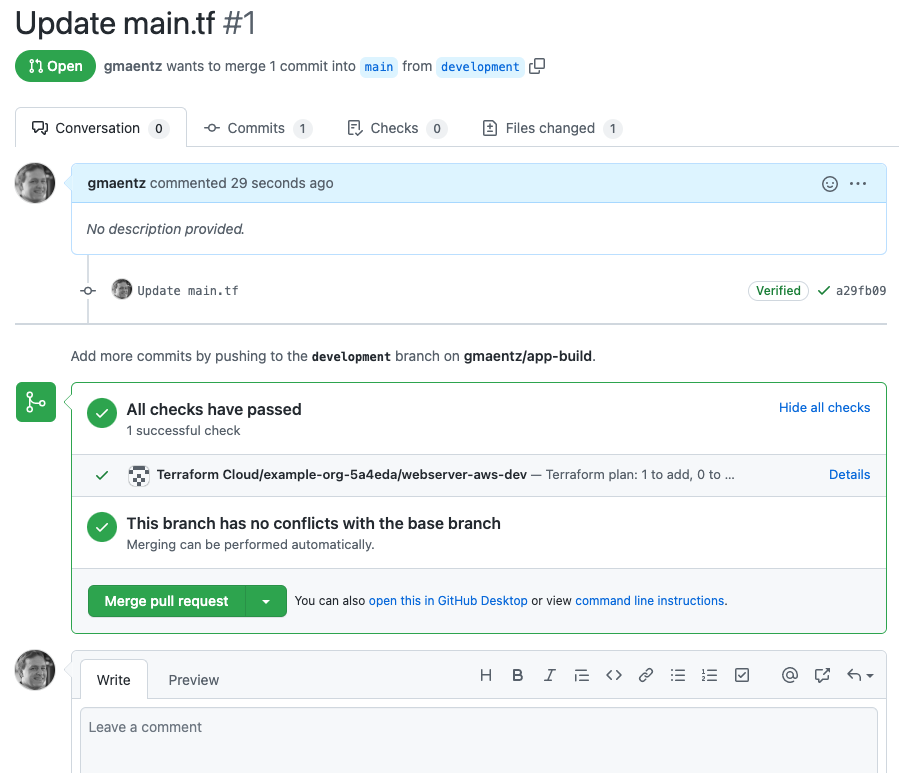 Update main.tf #1
Open gmaentz wants to merge 1 commit into main from development
Conversation 0 Commits 1 Checks 0 Files changed 1
gmaentz commented 29 seconds ago
No description provided.
Update main.tf Verified a29fb09
Add more commits by pushing to the development branch on gmaentz/app-build.
All checks have passed Hide all checks
1 successful check
Terraform Cloud/example-org-5a4eda/webserver-aws-dev — Terraform plan: 1 to add, 0 to ... Details
This branch has no conflicts with the base branch
Merging can be performed automatically.
Merge pull request You can also open this in GitHub Desktop or view command line instructions.
Write Preview
Leave a comment